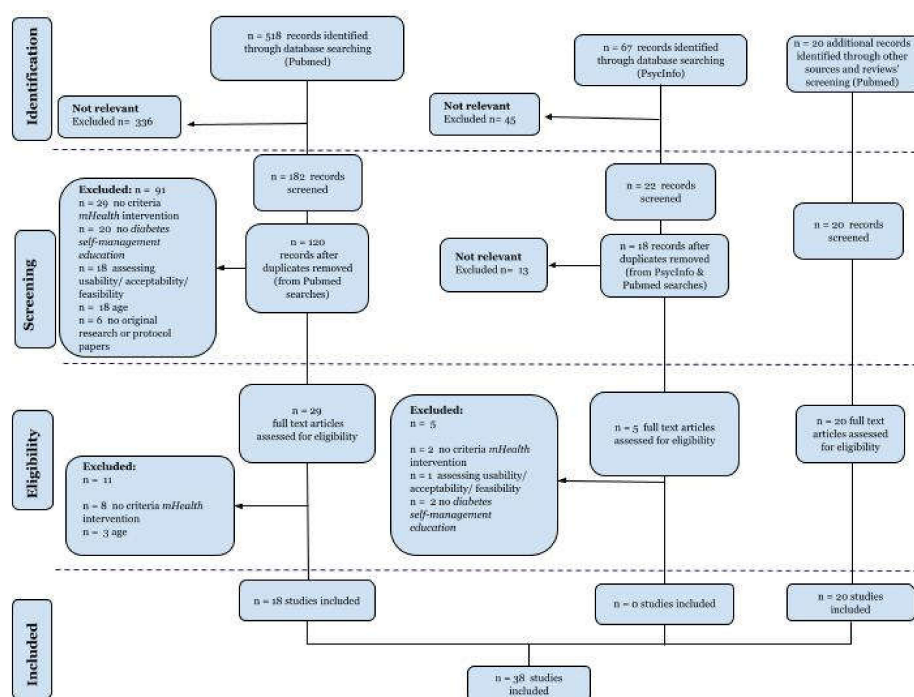 Identification
n = 518 records identified
through database searching
(Pubmed)
n = 67 records identified
through database searching
(PsycInfo)
n = 20 additional records
identified through other
sources and reviews'
screening (Pubmed)
Not relevant
Excluded n= 336
Not relevant
Excluded n= 45
Screening
n = 182 records
screened
n = 22 records
screened
n = 20 records
screened
Excluded: n = 91
n = 29 no criteria
mHealth intervention
n = 20 no diabetes
self-management
education
n = 18 assessing
usability/ acceptability/
feasibility
n = 18 age
n = 6 no original
research or protocol
papers
n = 120
records after
duplicates removed
(from Pubmed
searches)
Not relevant
Excluded n= 13
n = 18 records after
duplicates removed
(from PsycInfo &
Pubmed searches)
Eligibility
n = 29
full text articles
assessed for eligibility
Excluded:
n = 5
n = 2 no criteria mHealth
intervention
n = 1 assessing usability/
acceptability/ feasibility
n = 2 no diabetes
self-management
education
n = 5 full text articles
assessed for eligibility
n = 20 full text
articles assessed
for eligibility
Excluded:
n = 11
n = 8 no criteria mHealth
intervention
n = 3 age
Included
n = 18 studies included
n = 0 studies included
n = 20 studies
included
n = 38 studies
included